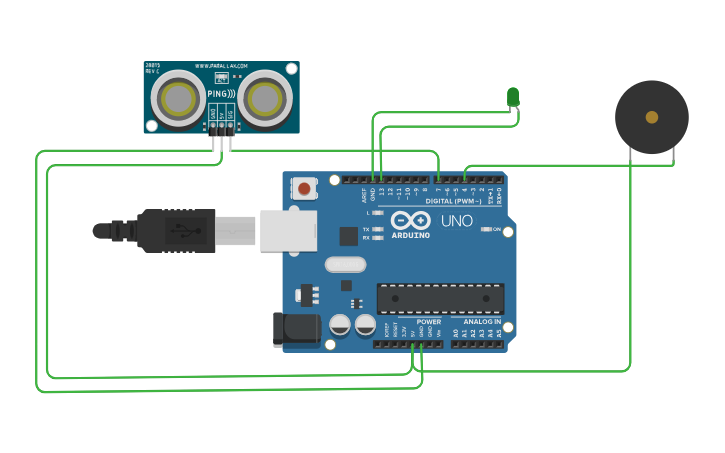 28015
REV C
WWW.PARALLAX.COM
PING)))
GND
5V
SIG
AREF
GND
13
12
~11
~10
~9
8
7
~6
~5
4
~3
2
TX→1
RX←0
DIGITAL (PWM~)
L
TX
RX
UNO
ARDUINO
ON
POWER
ANALOG IN
IOREF
RESET
3.3V
5V
GND
GND
Vin
A0
A1
A2
A3
A4
A5